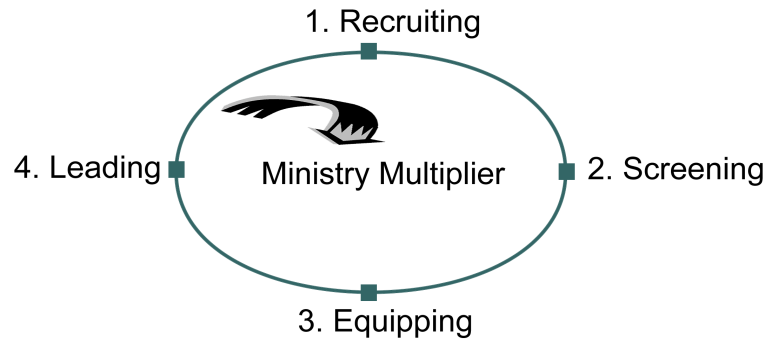 1. Recruiting
4. Leading
Ministry Multiplier
2. Screening
3. Equipping